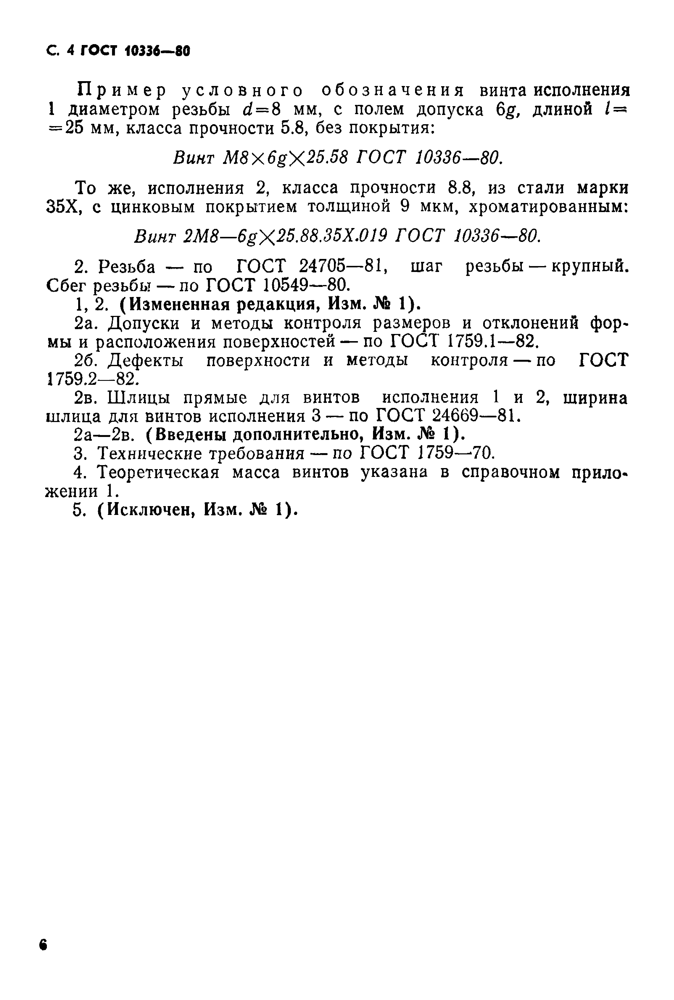 С. 4 ГОСТ 10336—80
Пример условного обозначения винта исполнения
1 диаметром резьбы d=8 мм, с полем допуска 6g, длиной l=
=25 мм, класса прочности 5.8, без покрытия:
Винт М8×6g×25.58 ГОСТ 10336—80.
То же, исполнения 2, класса прочности 8.8, из стали марки
35Х, с цинковым покрытием толщиной 9 мкм, хроматированным:
Винт 2М8—6g×25.88.35Х.019 ГОСТ 10336—80.
2. Резьба — по ГОСТ 24705—81, шаг резьбы — крупный.
Сбег резьбы — по ГОСТ 10549—80.
1, 2. (Измененная редакция, Изм. № 1).
2а. Допуски и методы контроля размеров и отклонений фор-
мы и расположения поверхностей — по ГОСТ 1759.1—82.
2б. Дефекты поверхности и методы контроля — по ГОСТ
1759.2—82.
2в. Шлицы прямые для винтов исполнения 1 и 2, ширина
шлица для винтов исполнения 3 — по ГОСТ 24669—81.
2а—2в. (Введены дополнительно, Изм. № 1).
3. Технические требования — по ГОСТ 1759—70.
4. Теоретическая масса винтов указана в справочном прило-
жении 1.
5. (Исключен, Изм. № 1).
6